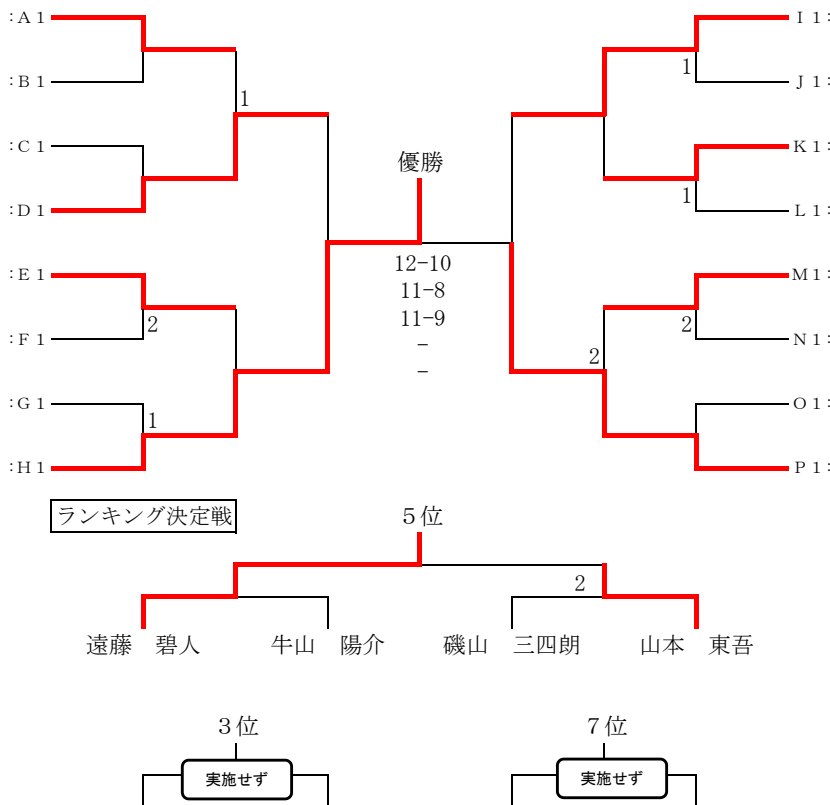 :A 1
I 1:
:B 1
1
J 1:
1
:C 1
K 1:
優勝
:D 1
1
L 1:
12-10
:E 1
M 1:
11-8
11-9
:F 1
2
2
N 1:
-
2
-
:G 1
1
O 1:
:H 1
P 1:
ランキング決定戦
５位
2
遠藤　碧人
牛山　陽介
磯山　三四朗
山本　東吾
３位
７位
実施せず
実施せず